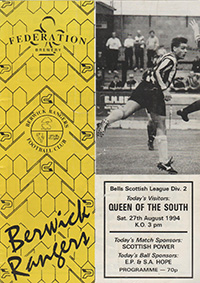 FEDERATION
BREWERY
BERWICK RANGERS
FOOTBALL CLUB
Berwick
Rangers
Bells Scottish League Div. 2
Today's Visitors:
QUEEN OF THE SOUTH
Sat. 27th August 1994
K.O. 3 pm
Today's Match Sponsors:
SCOTTISH POWER
Today's Ball Sponsors:
E.P. & S.A. HOPE
PROGRAMME — 70p